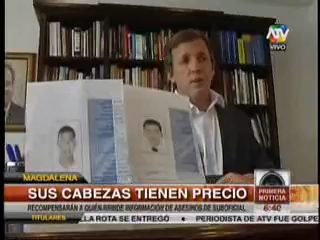 ATV
VIVO
MAGDALENA
SUS CABEZAS TIENEN PRECIO
RECOMPENSARÁN A QUIÉN BRINDE INFORMACIÓN DE ASESINOS DE SUBOFICIAL
PRIMERA
NOTICIA
6:40
TITULARES LA ROTA SE ENTREGÓ • PERIODISTA DE ATV FUE GOLPE